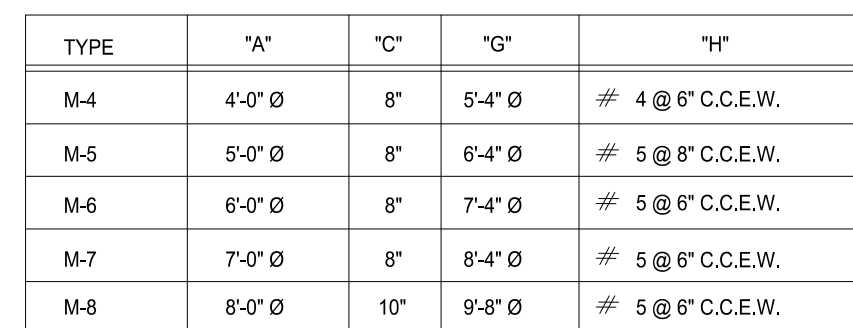 TYPE "A" "C" "G" "H"
M-4 4'-0" Ø 8" 5'-4" Ø # 4 @ 6" C.C.E.W.
M-5 5'-0" Ø 8" 6'-4" Ø # 5 @ 8" C.C.E.W.
M-6 6'-0" Ø 8" 7'-4" Ø # 5 @ 6" C.C.E.W.
M-7 7'-0" Ø 8" 8'-4" Ø # 5 @ 6" C.C.E.W.
M-8 8'-0" Ø 10" 9'-8" Ø # 5 @ 6" C.C.E.W.